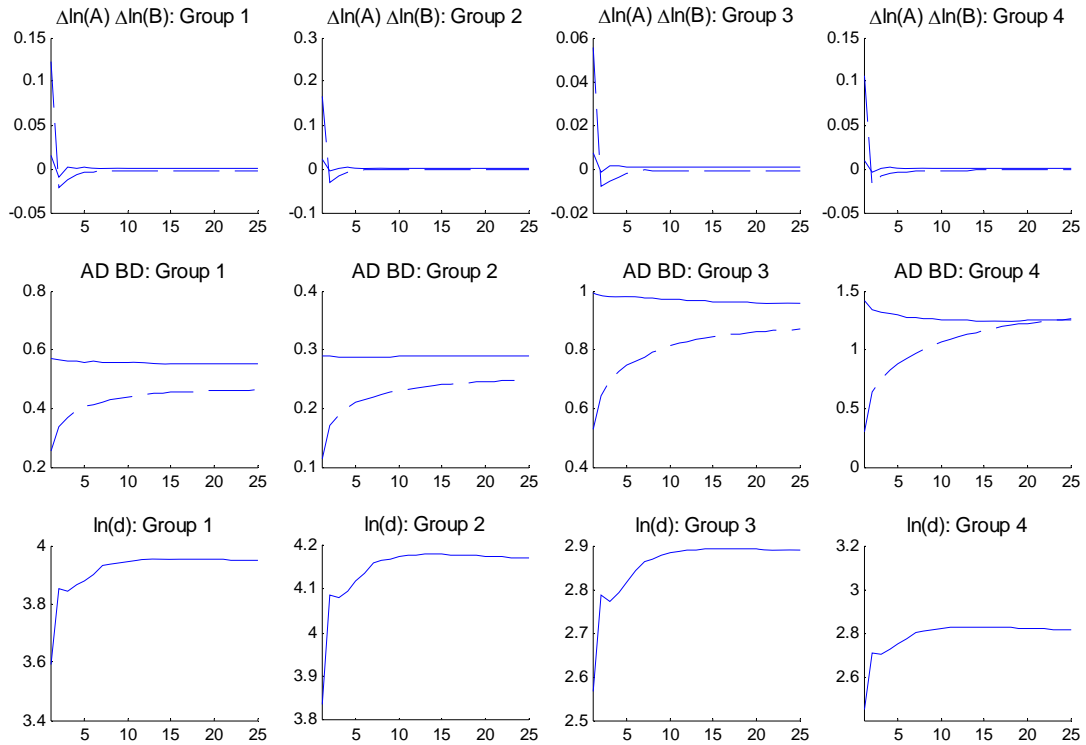 Δln(A) Δln(B): Group 1
Δln(A) Δln(B): Group 2
Δln(A) Δln(B): Group 3
Δln(A) Δln(B): Group 4
0.15
0.1
0.05
0
-0.05
5 10 15 20 25
0.3
0.2
0.1
0
-0.1
5 10 15 20 25
0.06
0.04
0.02
0
-0.02
5 10 15 20 25
0.15
0.1
0.05
0
-0.05
5 10 15 20 25
AD BD: Group 1
AD BD: Group 2
AD BD: Group 3
AD BD: Group 4
0.8
0.6
0.4
0.2
5 10 15 20 25
0.4
0.3
0.2
0.1
5 10 15 20 25
1
0.8
0.6
0.4
5 10 15 20 25
1.5
1
0.5
0
5 10 15 20 25
ln(d): Group 1
ln(d): Group 2
ln(d): Group 3
ln(d): Group 4
4
3.8
3.6
3.4
5 10 15 20 25
4.2
4.1
4
3.9
3.8
5 10 15 20 25
2.9
2.8
2.7
2.6
2.5
5 10 15 20 25
3.2
3
2.8
2.6
5 10 15 20 25